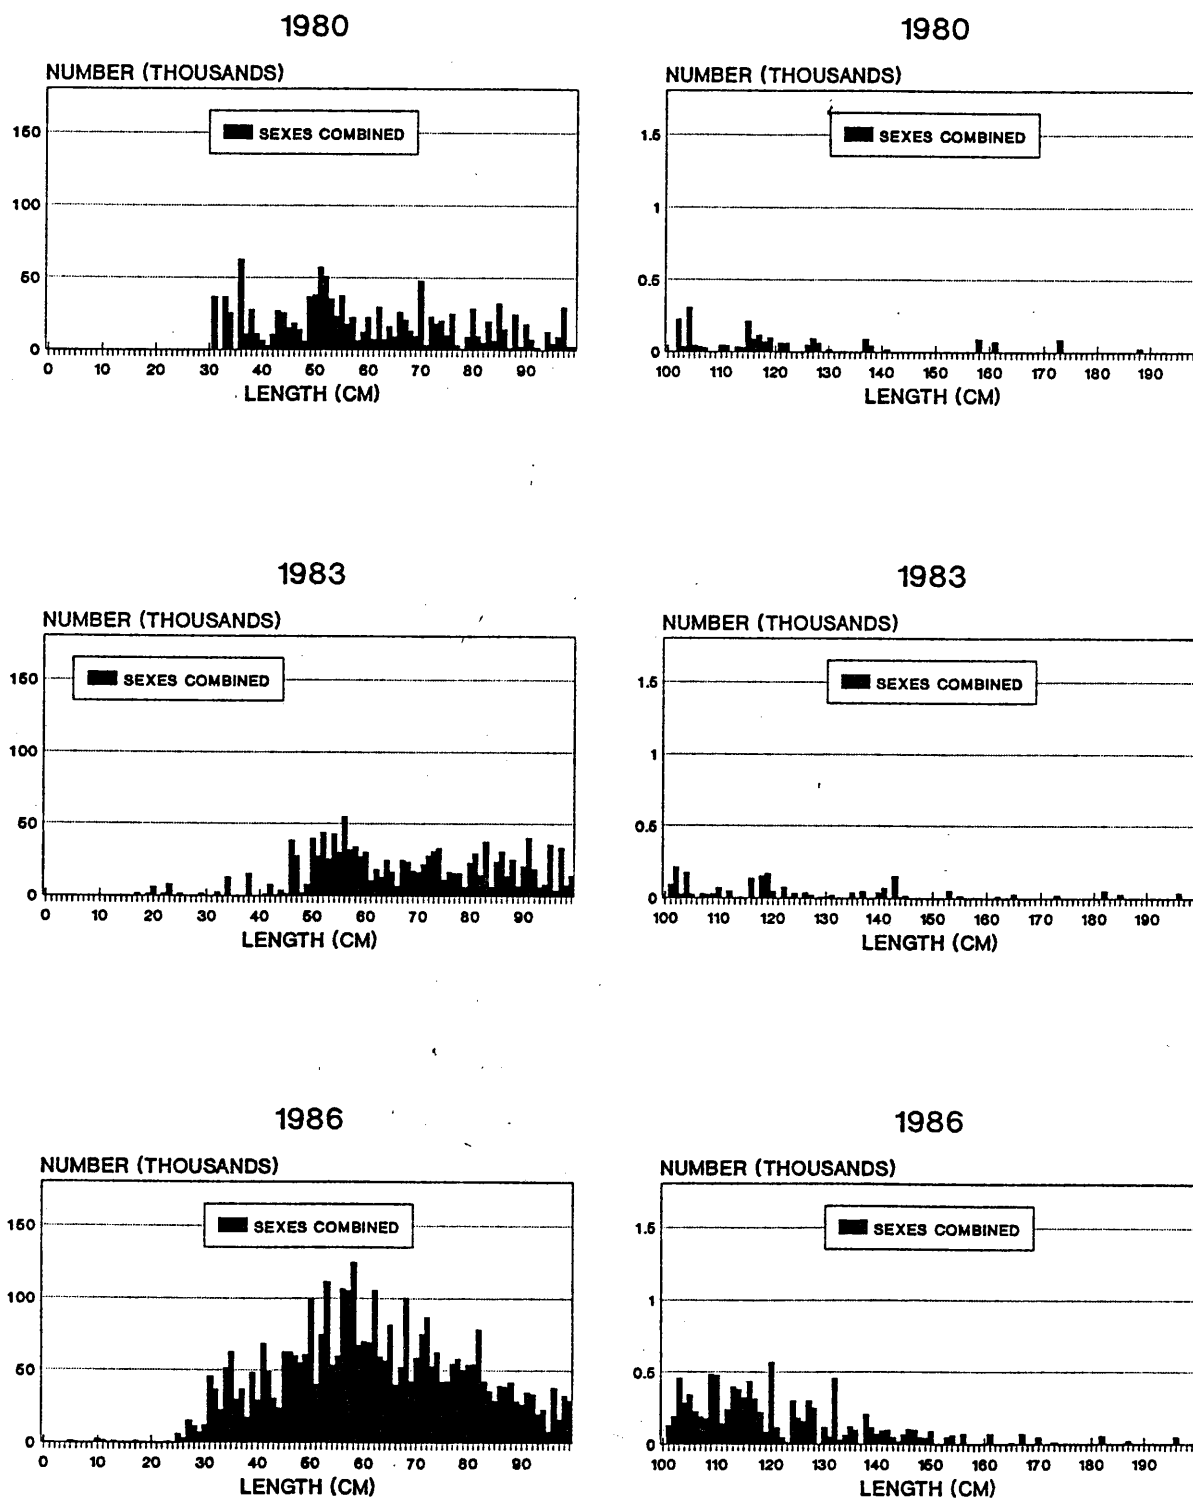 1980
NUMBER (THOUSANDS)
SEXES COMBINED
150
100
50
0
0 10 20 30 40 50 60 70 80 90
LENGTH (CM)
1980
NUMBER (THOUSANDS)
SEXES COMBINED
1.5
1
0.5
0
100 110 120 130 140 150 160 170 180 190
LENGTH (CM)
1983
NUMBER (THOUSANDS)
SEXES COMBINED
150
100
50
0
0 10 20 30 40 50 60 70 80 90
LENGTH (CM)
1983
NUMBER (THOUSANDS)
SEXES COMBINED
1.5
1
0.5
0
100 110 120 130 140 150 160 170 180 190
LENGTH (CM)
1986
NUMBER (THOUSANDS)
SEXES COMBINED
150
100
50
0
0 10 20 30 40 50 60 70 80 90
LENGTH (CM)
1986
NUMBER (THOUSANDS)
SEXES COMBINED
1.5
1
0.5
0
100 110 120 130 140 150 160 170 180 190
LENGTH (CM)